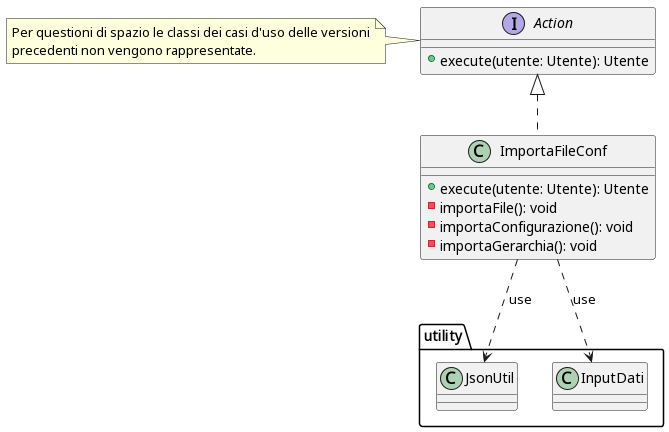 Per questioni di spazio le classi dei casi d'uso delle versioni
precedenti non vengono rappresentate.
I Action
execute(utente: Utente): Utente
C ImportaFileConf
execute(utente: Utente): Utente
importaFile(): void
importaConfigurazione(): void
importaGerarchia(): void
use
use
utility
C JsonUtil
C InputDati